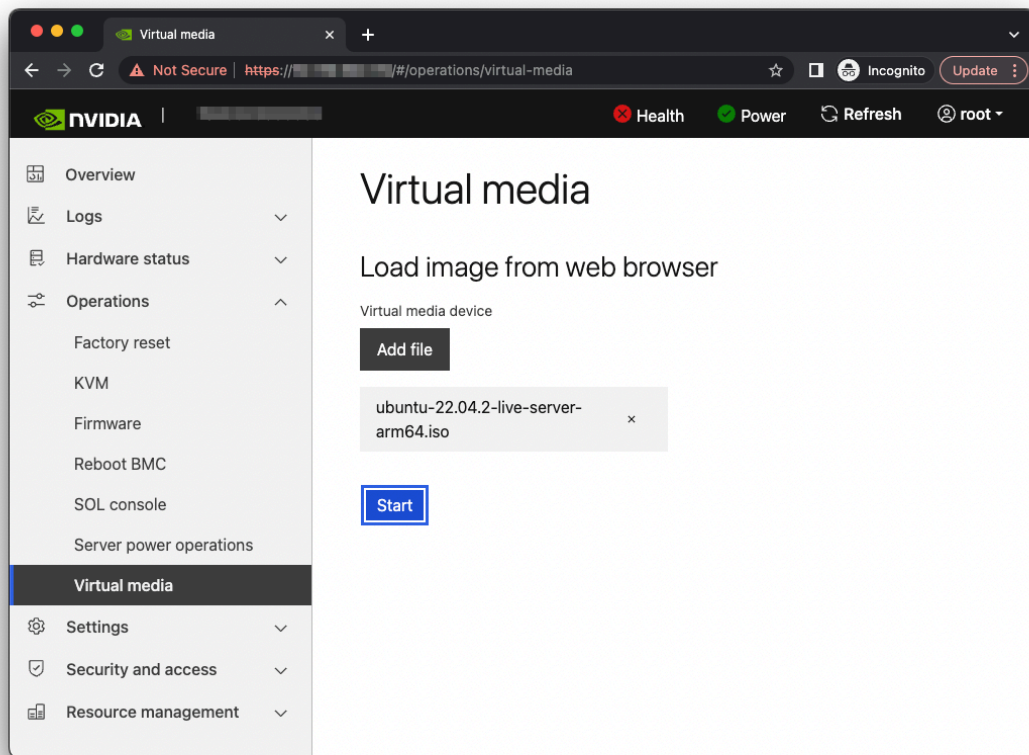 Virtual media
Not Secure https:// /#/operations/virtual-media Incognito Update
NVIDIA Health Power Refresh root
Overview
Logs
Hardware status
Operations
Factory reset
KVM
Firmware
Reboot BMC
SOL console
Server power operations
Virtual media
Settings
Security and access
Resource management
Virtual media
Load image from web browser
Virtual media device
Add file
ubuntu-22.04.2-live-server-
arm64.iso
Start